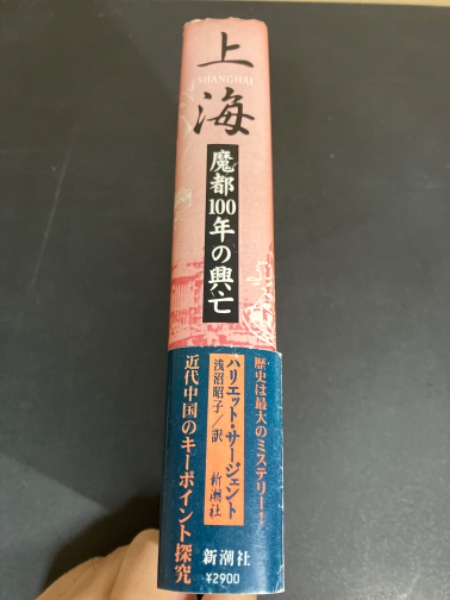 上海
SHANGHAI
魔都100年の興亡
歴史は最大のミステリー!
ハリエット・サージェント
浅沼昭子/訳
新潮社
近代中国のキーポイント探究
新潮社
¥2900